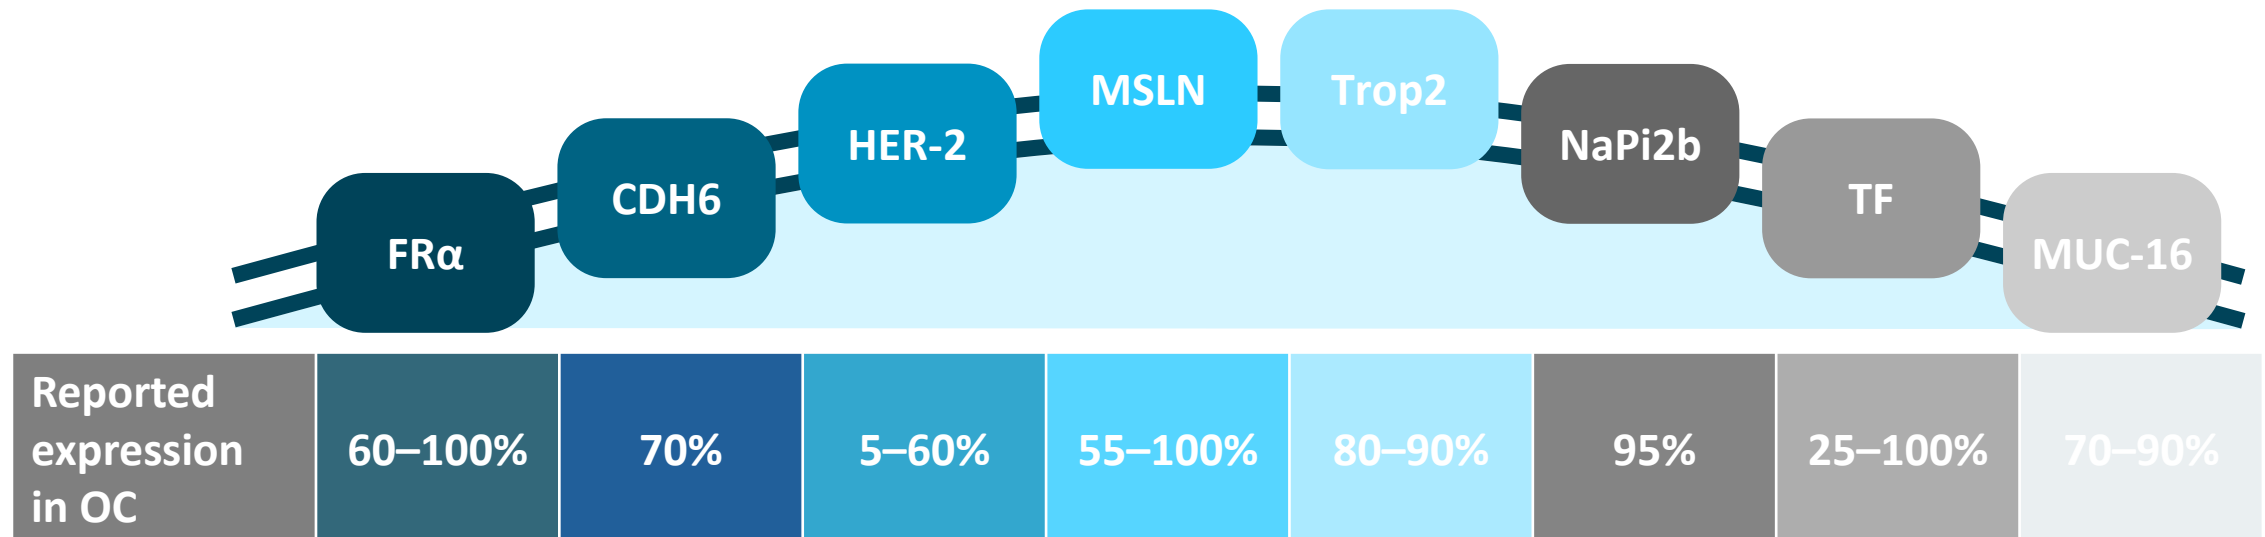 FRα
CDH6
HER-2
MSLN
Trop2
NaPi2b
TF
MUC-16
Reported
expression
in OC
60–100%
70%
5–60%
55–100%
80–90%
95%
25–100%
70–90%